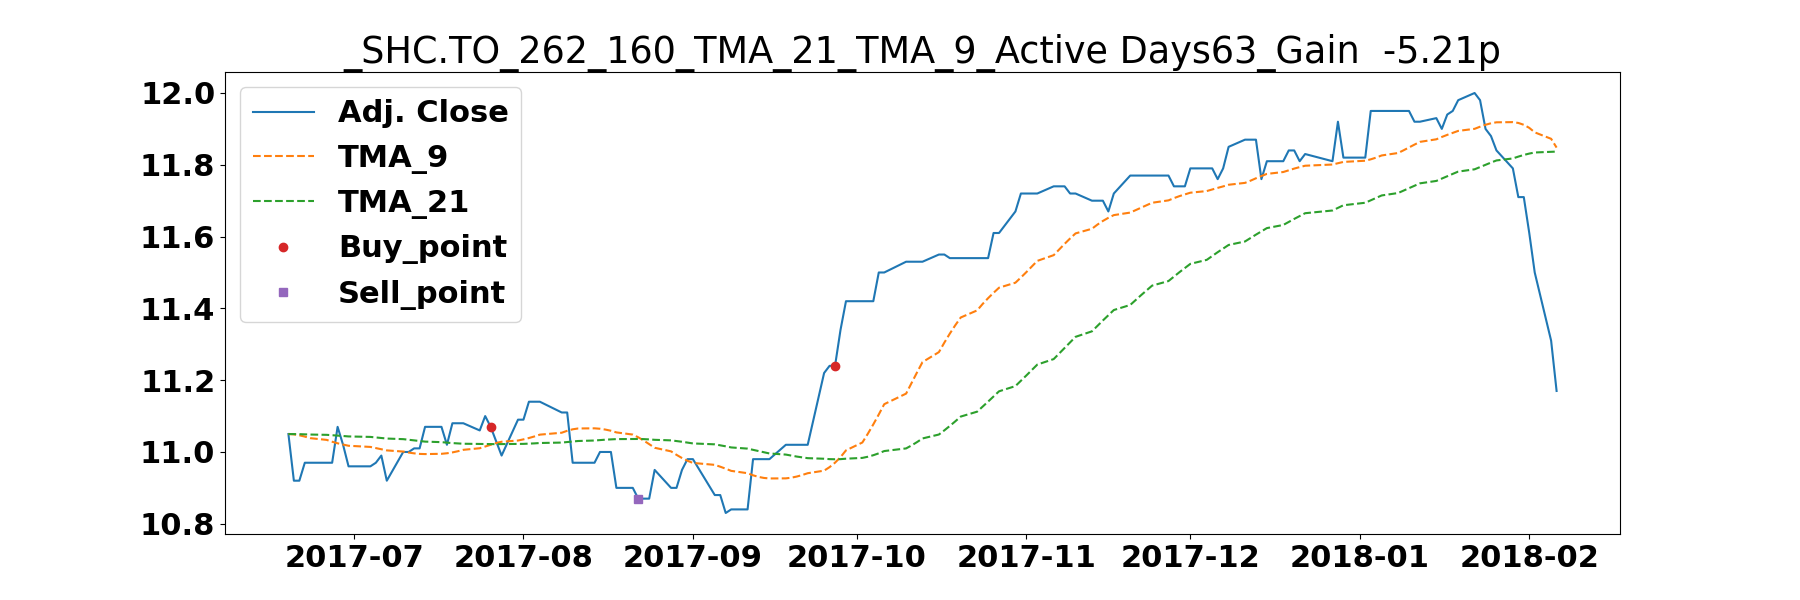 _SHC.TO_262_160_TMA_21_TMA_9_Active Days63_Gain  -5.21p
12.0
11.8
11.6
11.4
11.2
11.0
10.8
Adj. Close
TMA_9
TMA_21
Buy_point
Sell_point
2017-07 2017-08 2017-09 2017-10 2017-11 2017-12 2018-01 2018-02